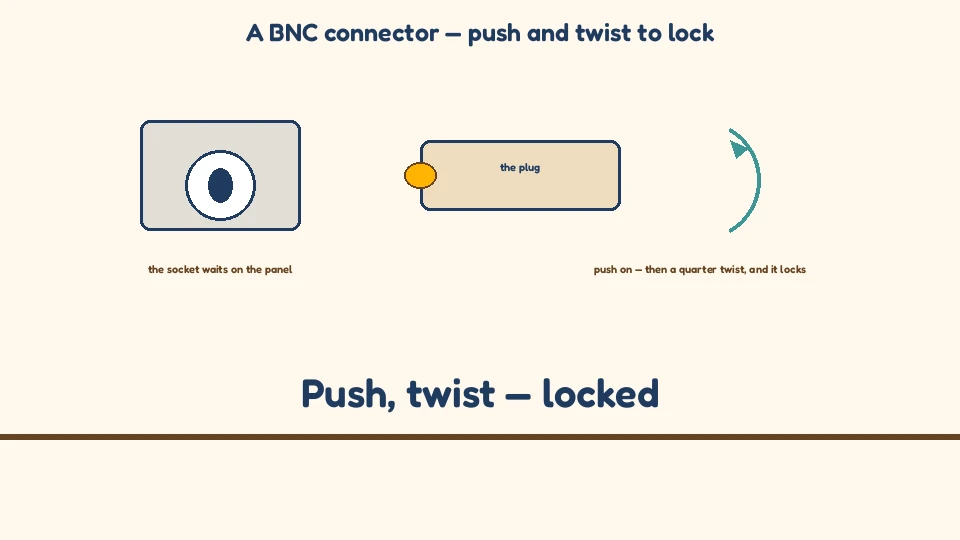 A BNC connector — push and twist to lock
the plug
the socket waits on the panel
push on — then a quarter twist, and it locks
Push, twist — locked